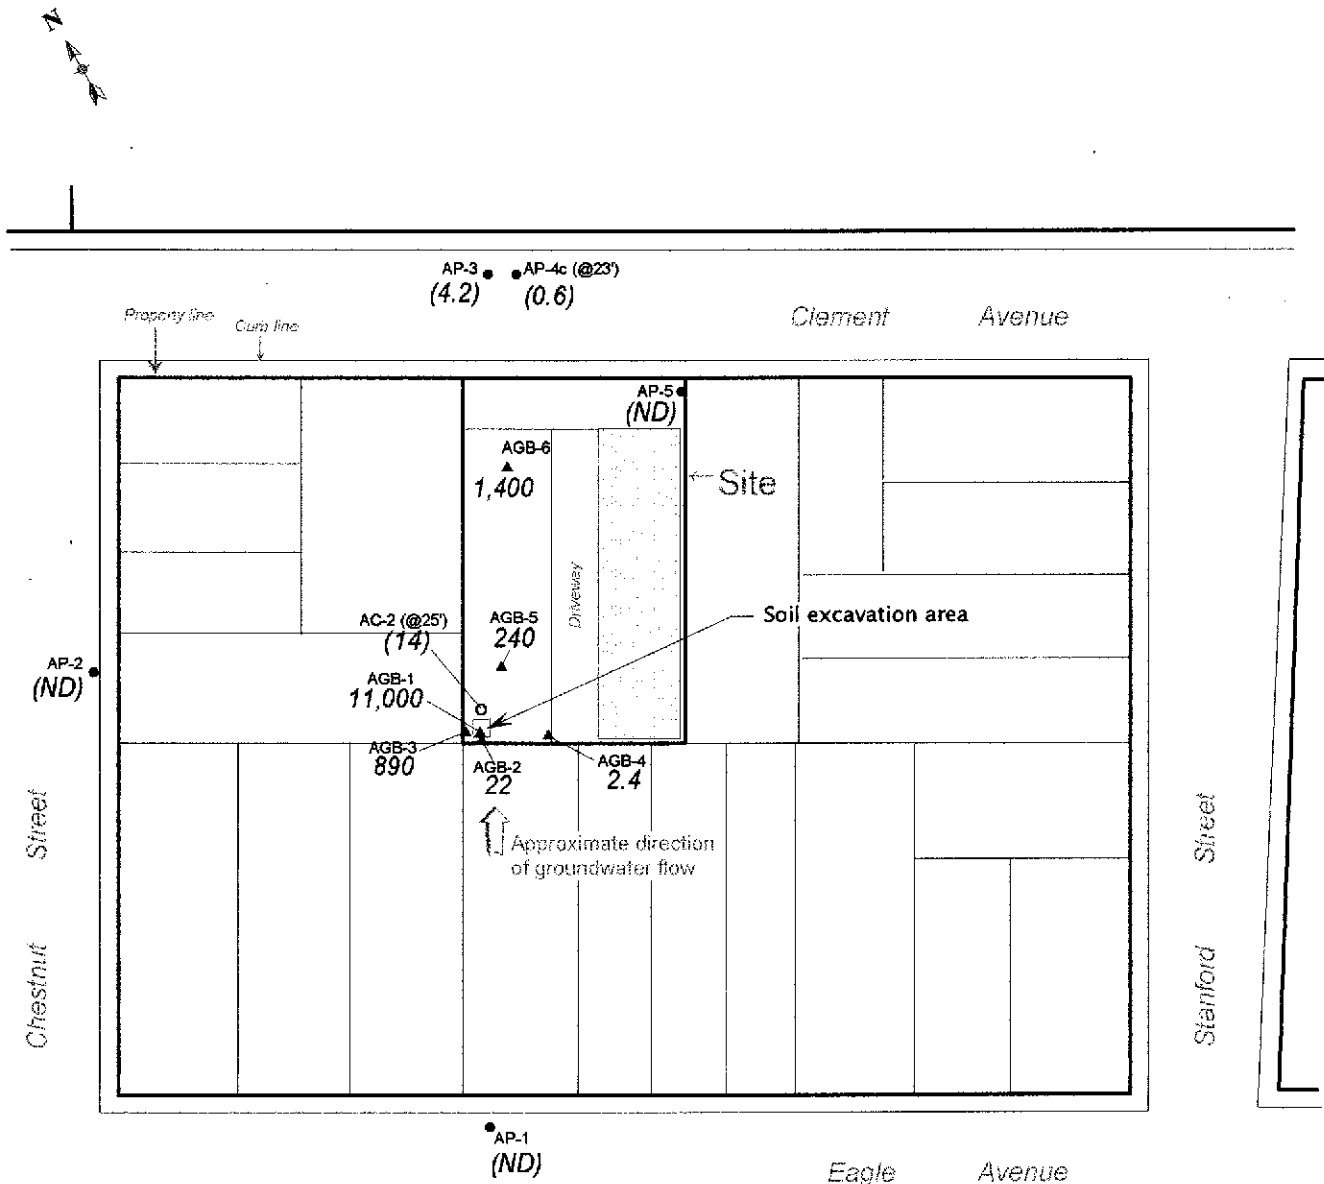 N
AP-3
(4.2)
AP-4c (@23')
(0.6)
Clement Avenue
Property line
Curb line
AP-5
(ND)
AGB-6
1,400
Site
Driveway
AC-2 (@25')
(14)
AGB-5
240
Soil excavation area
AP-2
(ND)
AGB-1
11,000
AGB-3
890
AGB-2
22
AGB-4
2.4
Approximate direction
of groundwater flow
Chestnut Street
Stanford Street
AP-1
(ND)
Eagle Avenue